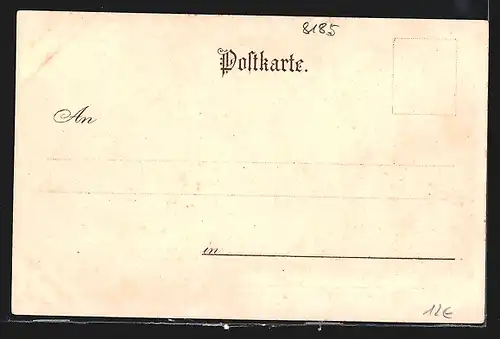 8185
Postkarte.
An
in
12€